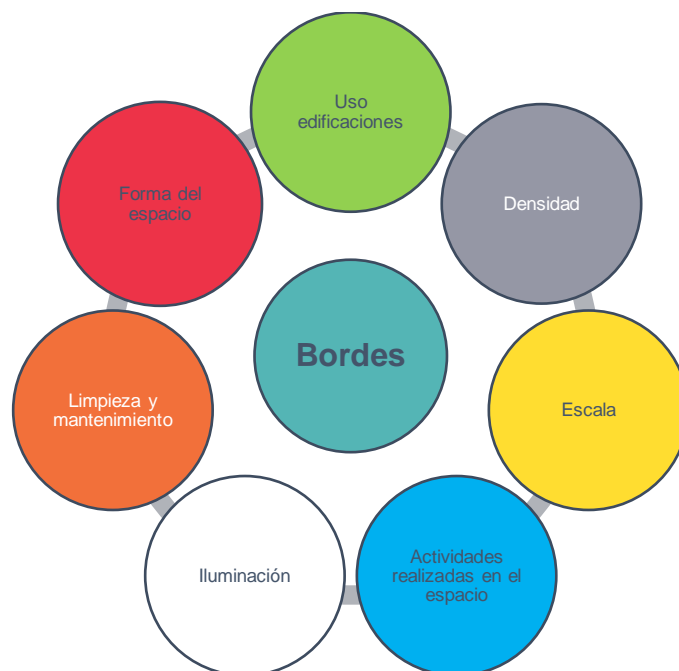 Uso
edificaciones
Densidad
Escala
Actividades
realizadas en el
espacio
Iluminación
Limpieza y
mantenimiento
Forma del
espacio
Bordes